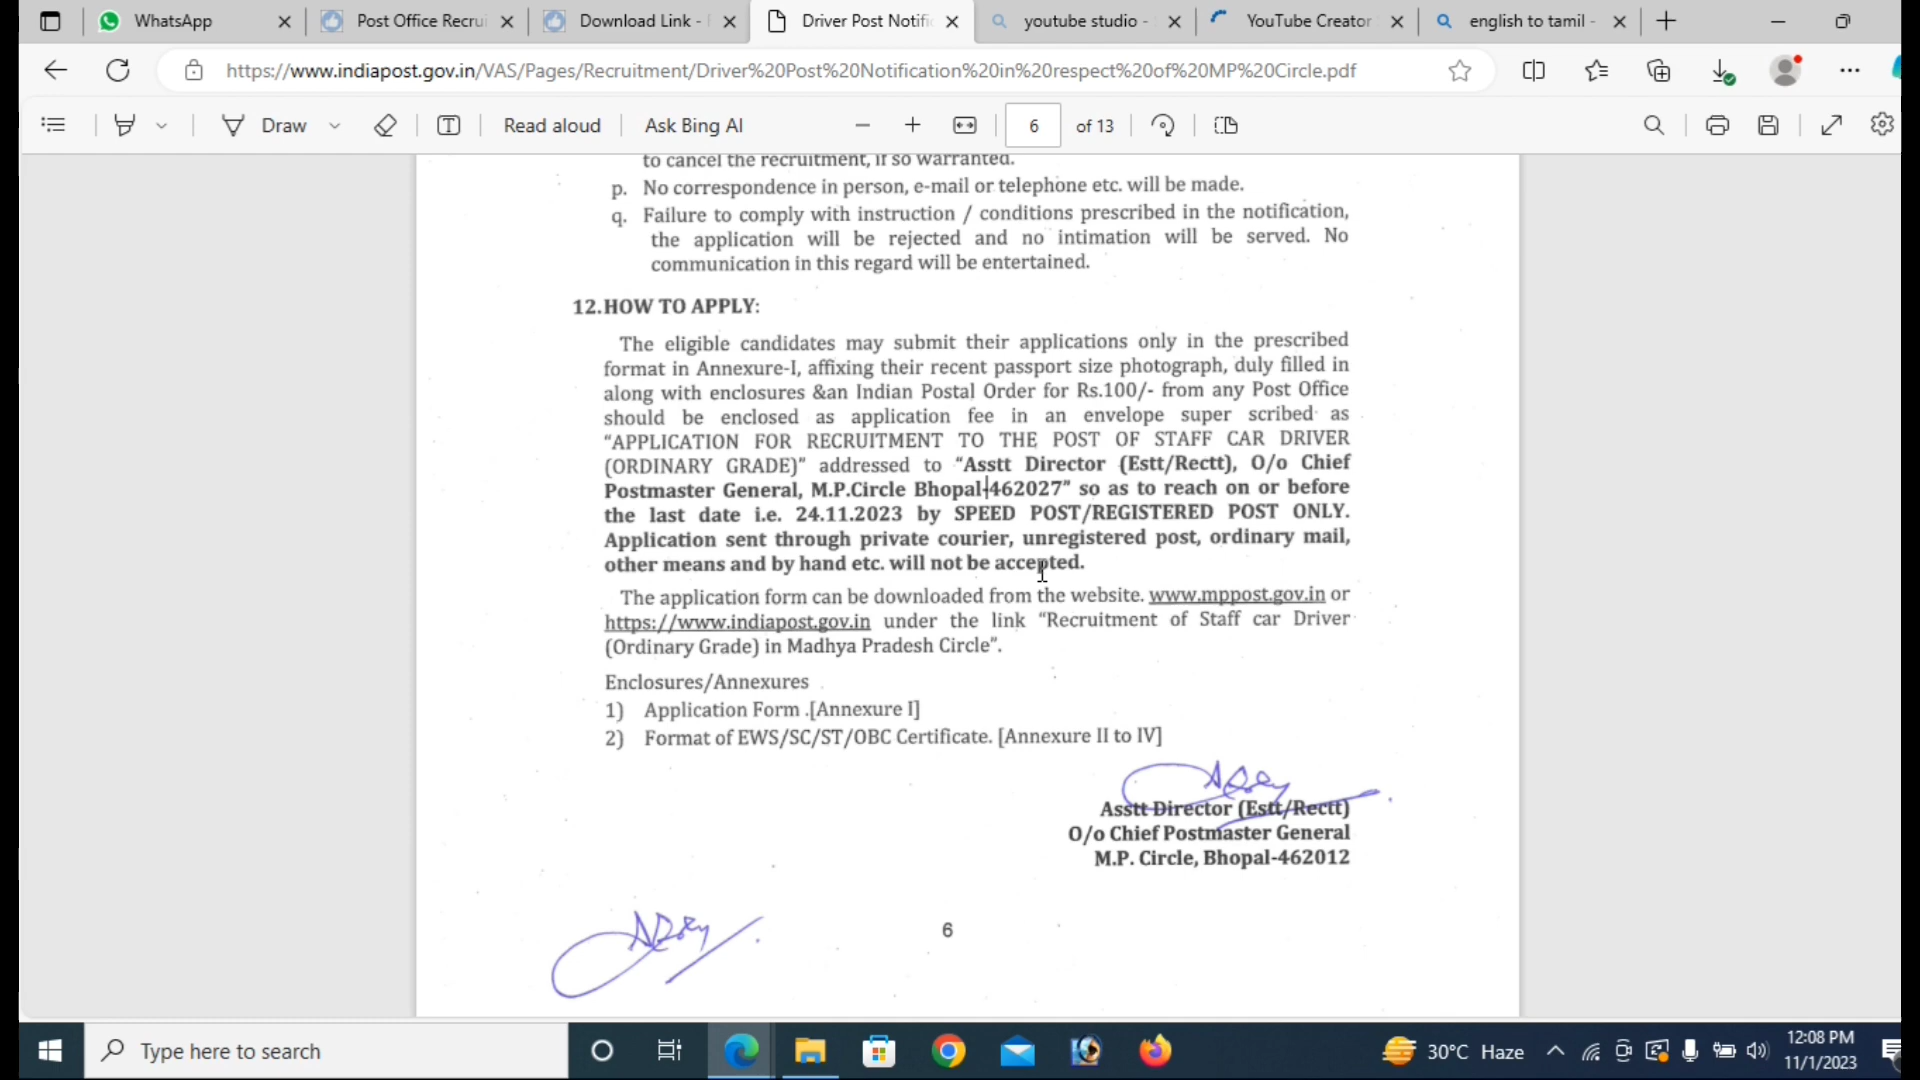 WhatsApp
Post Office Recrui
Download Link -
Driver Post Notifi
youtube studio -
YouTube Creator
english to tamil -
https://www.indiapost.gov.in/VAS/Pages/Recruitment/Driver%20Post%20Notification%20in%20respect%20of%20MP%20Circle.pdf
Draw
Read aloud
Ask Bing AI
6 of 13
to cancel the recruitment, if so warranted.
p. No correspondence in person, e-mail or telephone etc. will be made.
q. Failure to comply with instruction / conditions prescribed in the notification,
the application will be rejected and no intimation will be served. No
communication in this regard will be entertained.
12.HOW TO APPLY:
The eligible candidates may submit their applications only in the prescribed
format in Annexure-I, affixing their recent passport size photograph, duly filled in
along with enclosures &an Indian Postal Order for Rs.100/- from any Post Office
should be enclosed as application fee in an envelope super scribed as
“APPLICATION FOR RECRUITMENT TO THE POST OF STAFF CAR DRIVER
(ORDINARY GRADE)” addressed to “Asstt Director (Estt/Rectt), O/o Chief
Postmaster General, M.P.Circle Bhopal-462027” so as to reach on or before
the last date i.e. 24.11.2023 by SPEED POST/REGISTERED POST ONLY.
Application sent through private courier, unregistered post, ordinary mail,
other means and by hand etc. will not be accepted.
The application form can be downloaded from the website. www.mppost.gov.in or
https://www.indiapost.gov.in under the link “Recruitment of Staff car Driver
(Ordinary Grade) in Madhya Pradesh Circle”.
Enclosures/Annexures
1) Application Form .[Annexure I]
2) Format of EWS/SC/ST/OBC Certificate. [Annexure II to IV]
Asstt Director (Estt/Rectt)
O/o Chief Postmaster General
M.P. Circle, Bhopal-462012
6
Type here to search
30°C Haze
12:08 PM
11/1/2023